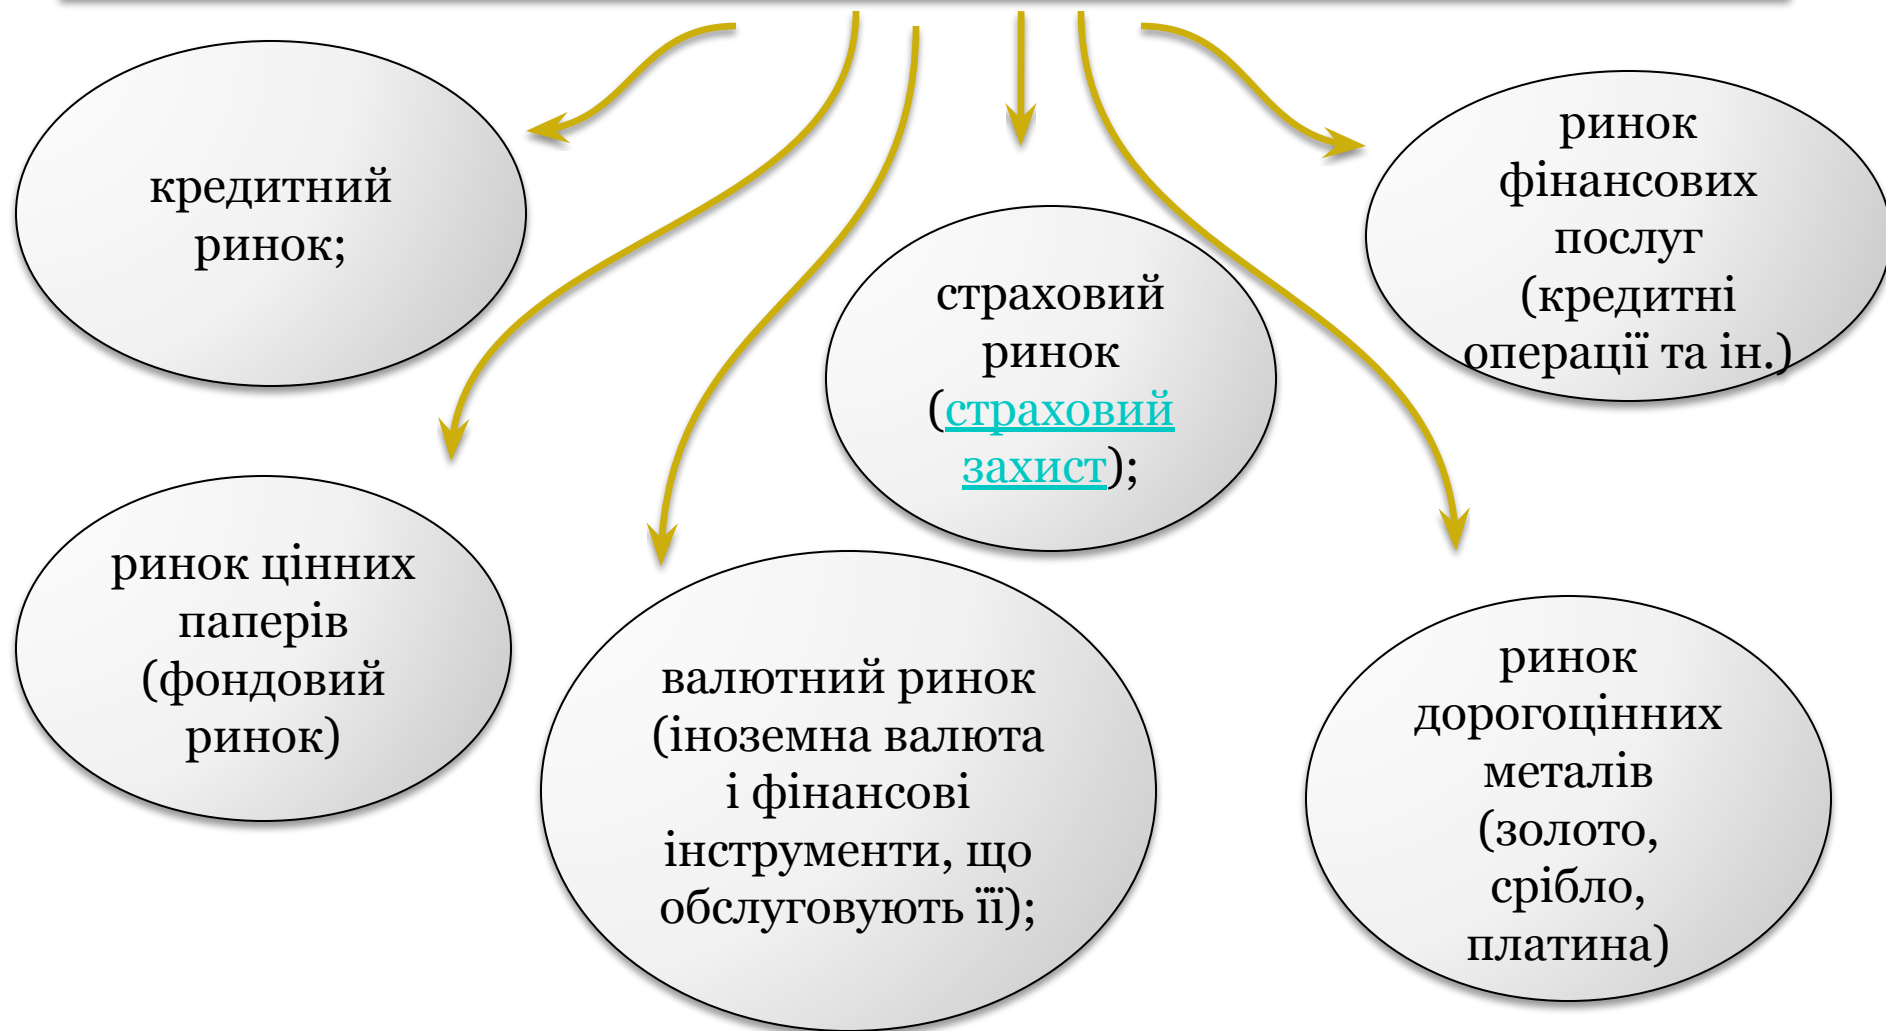 кредитний
ринок;
ринок
фінансових
послуг
(кредитні
операції та ін.)
страховий
ринок
(страховий
захист);
ринок цінних
паперів
(фондовий
ринок)
валютний ринок
(іноземна валюта
і фінансові
інструменти, що
обслуговують її);
ринок
дорогоцінних
металів
(золото,
срібло,
платина)